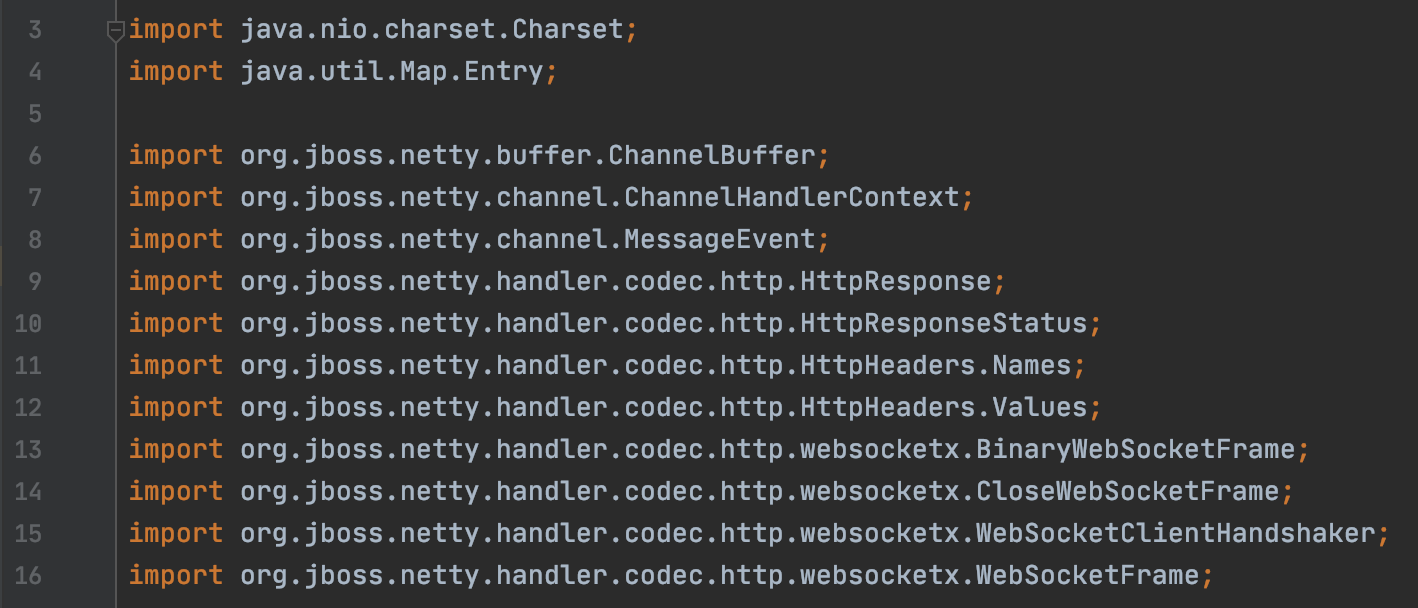 3 import java.nio.charset.Charset;
4 import java.util.Map.Entry;
5
6 import org.jboss.netty.buffer.ChannelBuffer;
7 import org.jboss.netty.channel.ChannelHandlerContext;
8 import org.jboss.netty.channel.MessageEvent;
9 import org.jboss.netty.handler.codec.http.HttpResponse;
10 import org.jboss.netty.handler.codec.http.HttpResponseStatus;
11 import org.jboss.netty.handler.codec.http.HttpHeaders.Names;
12 import org.jboss.netty.handler.codec.http.HttpHeaders.Values;
13 import org.jboss.netty.handler.codec.http.websocketx.BinaryWebSocketFrame;
14 import org.jboss.netty.handler.codec.http.websocketx.CloseWebSocketFrame;
15 import org.jboss.netty.handler.codec.http.websocketx.WebSocketClientHandshaker;
16 import org.jboss.netty.handler.codec.http.websocketx.WebSocketFrame;